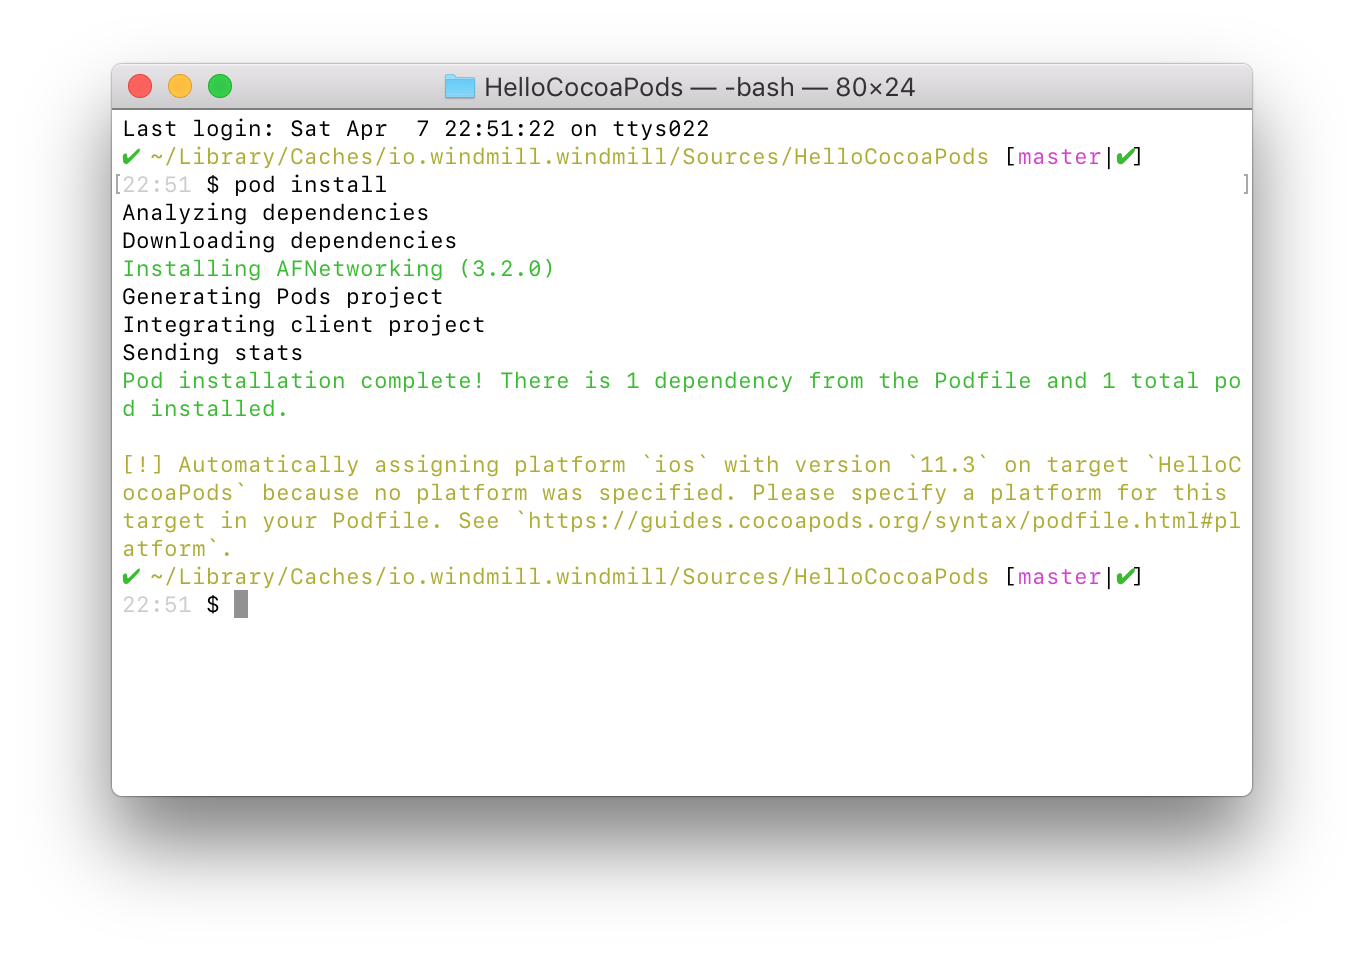 HelloCocoaPods — -bash — 80×24
Last login: Sat Apr  7 22:51:22 on ttys022
✔ ~/Library/Caches/io.windmill.windmill/Sources/HelloCocoaPods [master|✔]
[22:51 $ pod install ]
Analyzing dependencies
Downloading dependencies
Installing AFNetworking (3.2.0)
Generating Pods project
Integrating client project
Sending stats
Pod installation complete! There is 1 dependency from the Podfile and 1 total po
d installed.
[!] Automatically assigning platform `ios` with version `11.3` on target `HelloC
ocoaPods` because no platform was specified. Please specify a platform for this
target in your Podfile. See `https://guides.cocoapods.org/syntax/podfile.html#pl
atform`.
✔ ~/Library/Caches/io.windmill.windmill/Sources/HelloCocoaPods [master|✔]
22:51 $